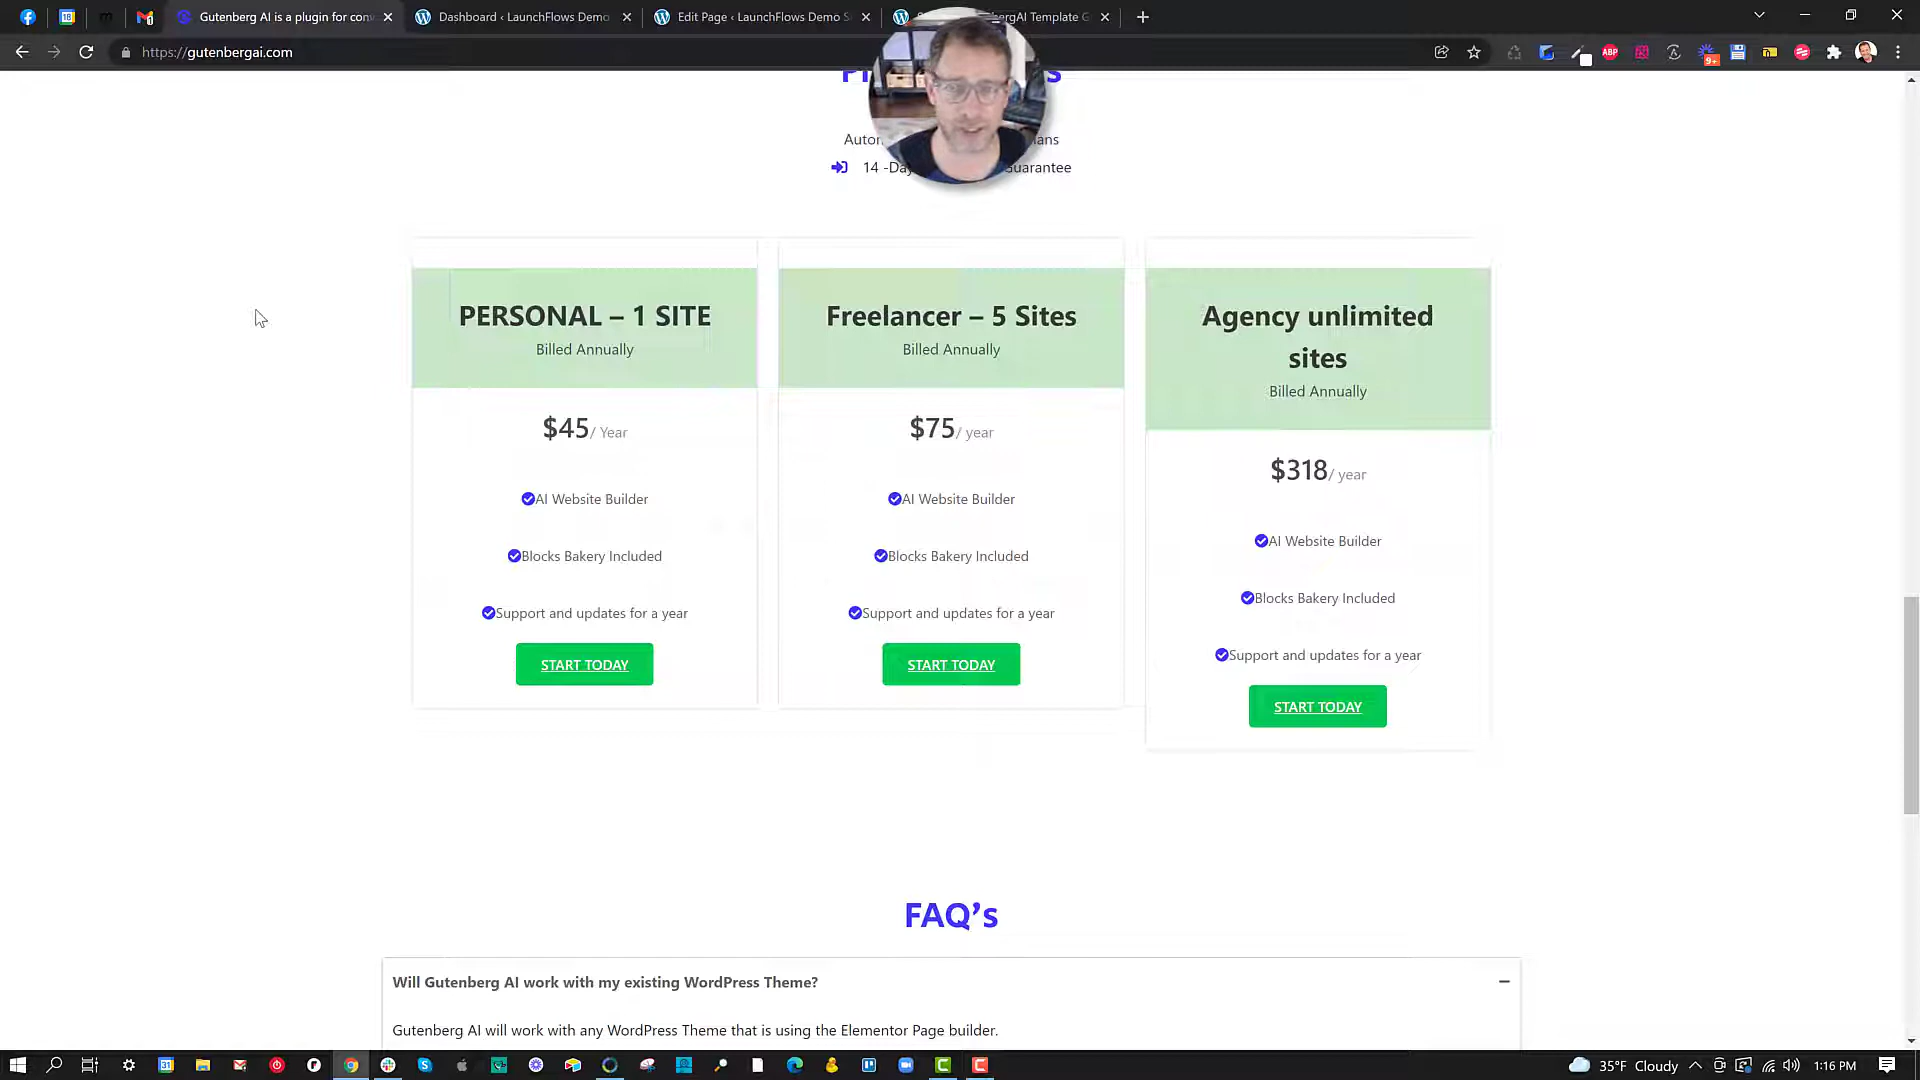 Gutenberg AI is a plugin for con
Dashboard ‹ LaunchFlows Demo
Edit Page ‹ LaunchFlows Demo S
AI Template G
https://gutenbergai.com
14 -Day Guarantee
PERSONAL – 1 SITE
Billed Annually
$45/ Year
AI Website Builder
Blocks Bakery Included
Support and updates for a year
START TODAY
Freelancer – 5 Sites
Billed Annually
$75/ year
AI Website Builder
Blocks Bakery Included
Support and updates for a year
START TODAY
Agency unlimited
sites
Billed Annually
$318/ year
AI Website Builder
Blocks Bakery Included
Support and updates for a year
START TODAY
FAQ’s
Will Gutenberg AI work with my existing WordPress Theme?
Gutenberg AI will work with any WordPress Theme that is using the Elementor Page builder.
35°F Cloudy
1:16 PM